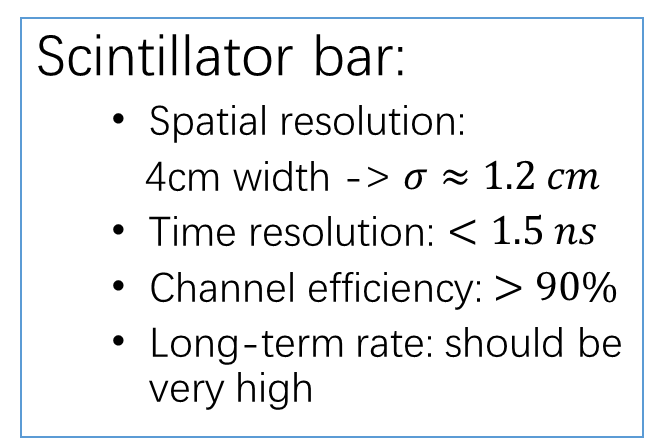 Scintillator bar:
• Spatial resolution:
4cm width -> σ ≈ 1.2 cm
• Time resolution: < 1.5 ns
• Channel efficiency: > 90%
• Long-term rate: should be
very high